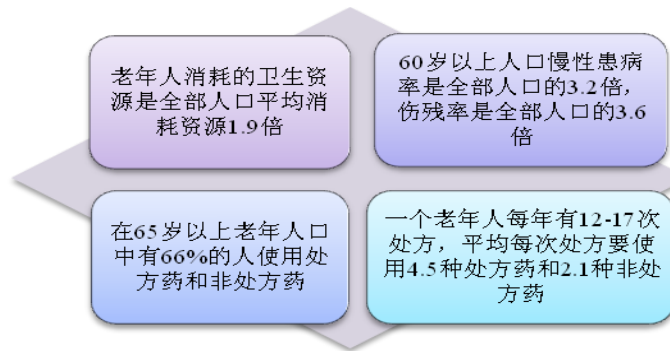 老年人消耗的卫生资
源是全部人口平均消
耗资源1.9倍
60岁以上人口慢性患病
率是全部人口的3.2倍，
伤残率是全部人口的3.6
倍
在65岁以上老年人口
中有66%的人使用处
方药和非处方药
一个老年人每年有12-17次
处方，平均每次处方要使
用4.5种处方药和2.1种非处
方药